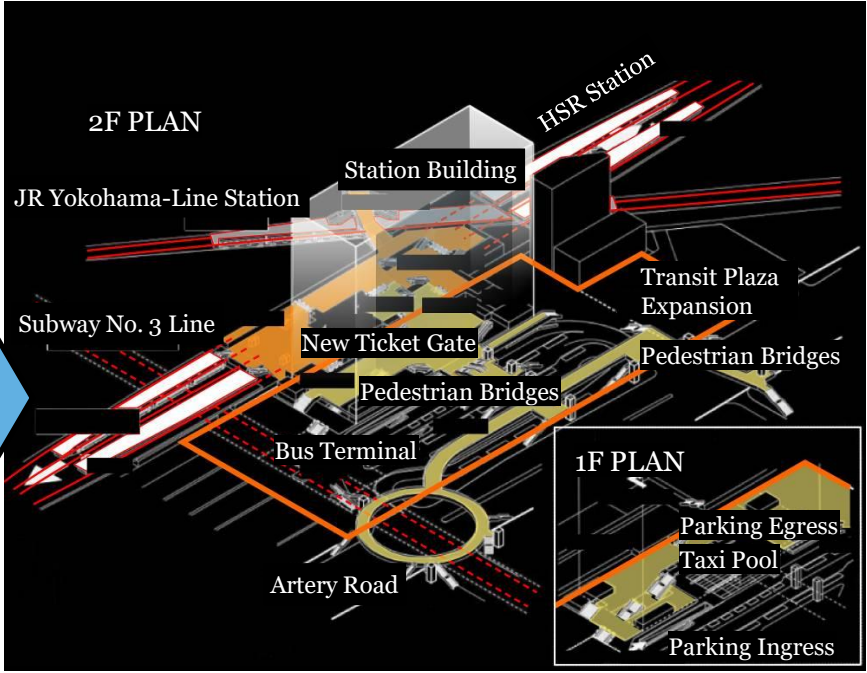 HSR Station
2F PLAN
Station Building
JR Yokohama-Line Station
Transit Plaza
Expansion
Subway No. 3 Line
New Ticket Gate
Pedestrian Bridges
Pedestrian Bridges
Bus Terminal
1F PLAN
Parking Egress
Taxi Pool
Artery Road
Parking Ingress